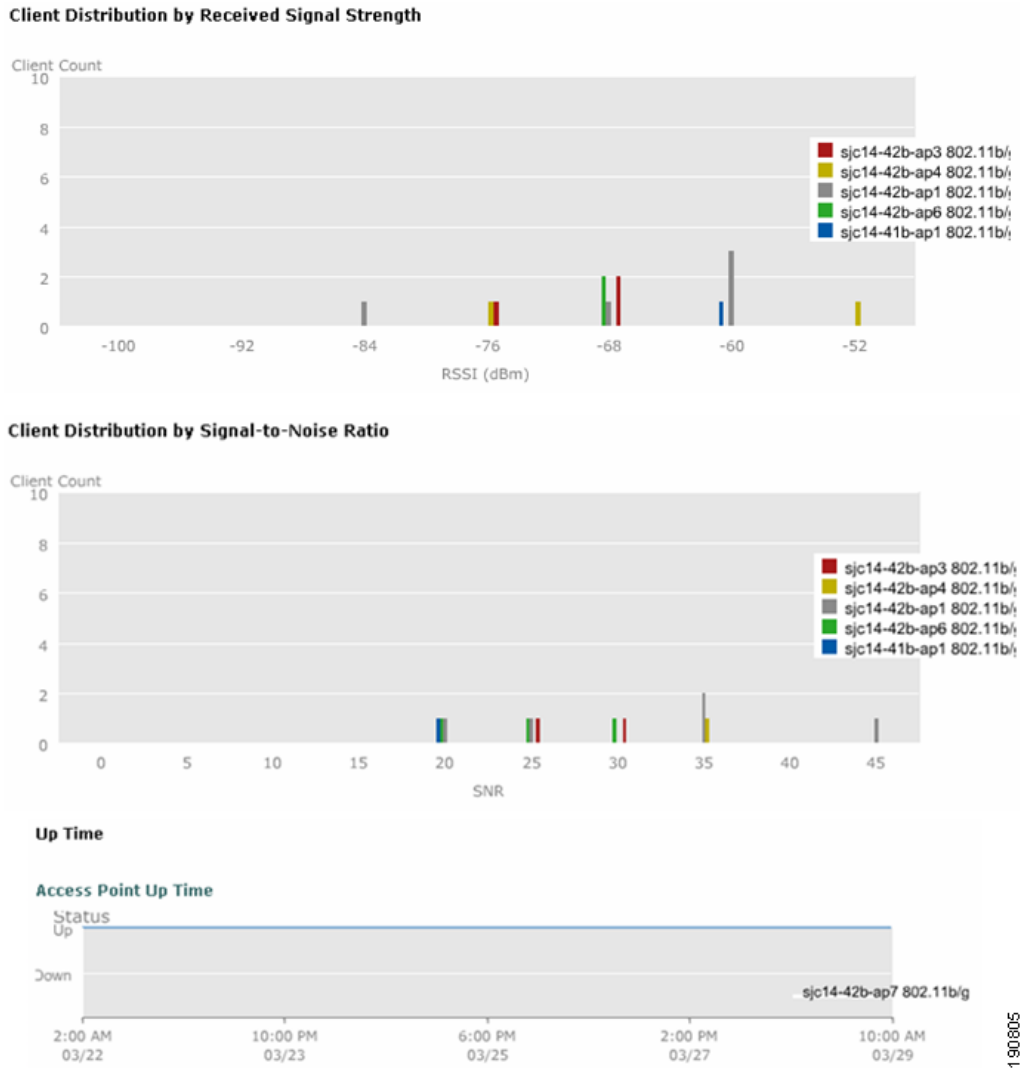 Client Distribution by Received Signal Strength
Client Count
10
8
6
4
2
0
sjc14-42b-ap3 802.11b/g
sjc14-42b-ap4 802.11b/g
sjc14-42b-ap1 802.11b/g
sjc14-42b-ap6 802.11b/g
sjc14-41b-ap1 802.11b/g
-100 -92 -84 -76 -68 -60 -52
RSSI (dBm)
Client Distribution by Signal-to-Noise Ratio
Client Count
10
8
6
4
2
0
sjc14-42b-ap3 802.11b/g
sjc14-42b-ap4 802.11b/g
sjc14-42b-ap1 802.11b/g
sjc14-42b-ap6 802.11b/g
sjc14-41b-ap1 802.11b/g
0 5 10 15 20 25 30 35 40 45
SNR
Up Time
Access Point Up Time
Status
Up
Down
sjc14-42b-ap7 802.11b/g
2:00 AM 10:00 PM 6:00 PM 2:00 PM 10:00 AM
03/22 03/23 03/25 03/27 03/29
190805